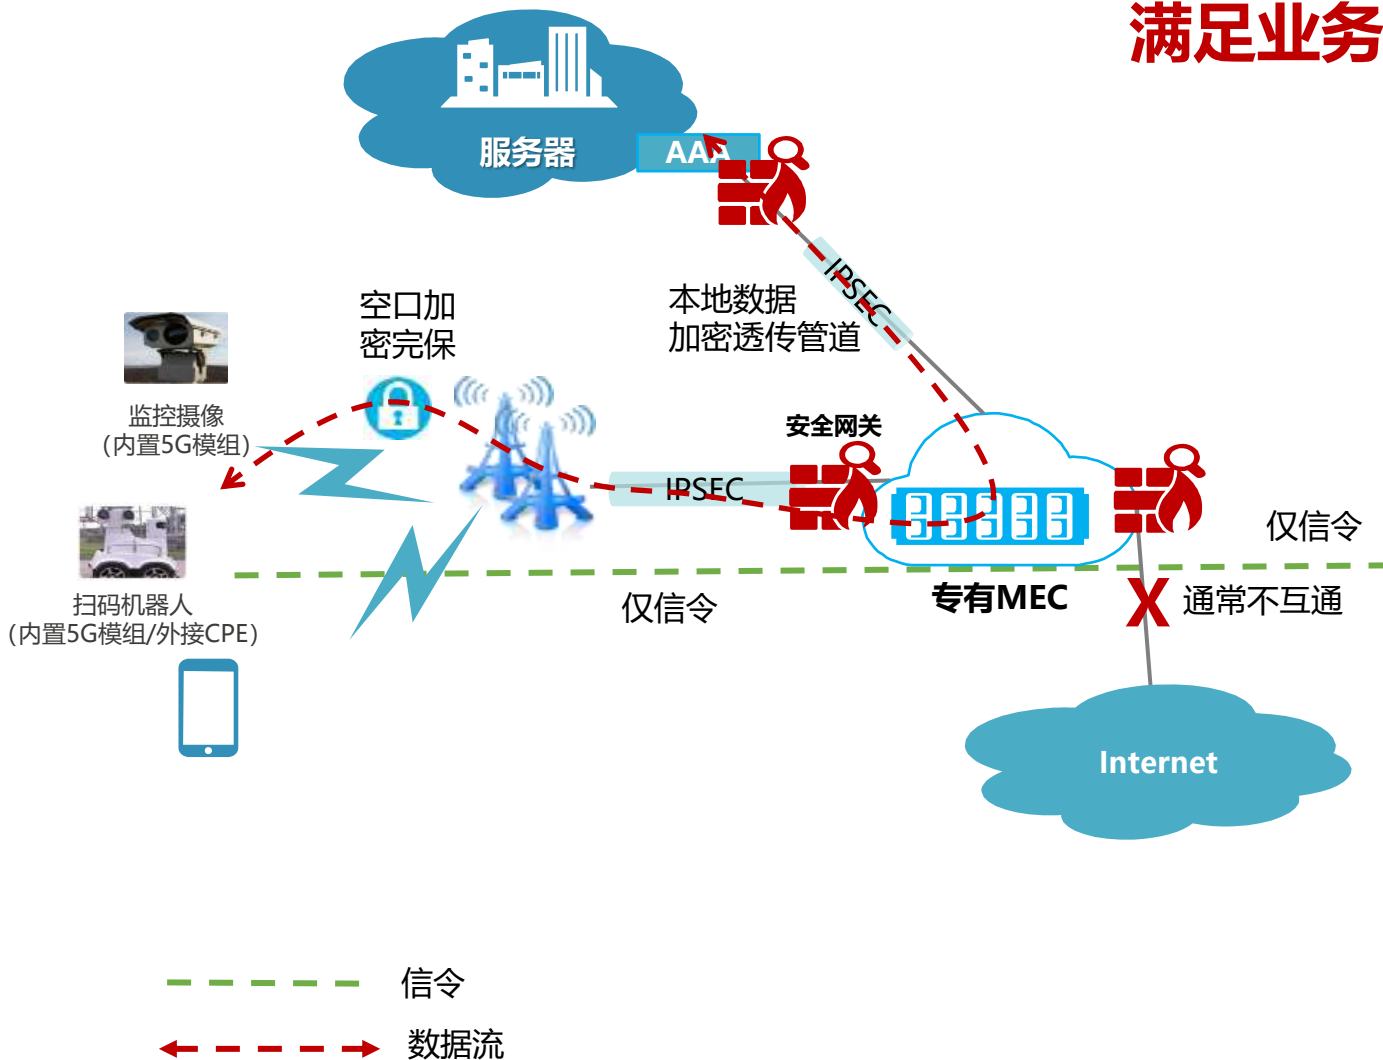 满足业务
服务器
AAA
IPSEC
本地数据
加密透传管道
空口加
密完保
监控摄像
（内置5G模组）
安全网关
IPSEC
仅信令
扫码机器人
（内置5G模组/外接CPE）
仅信令
专有MEC
X
通常不互通
Internet
信令
数据流